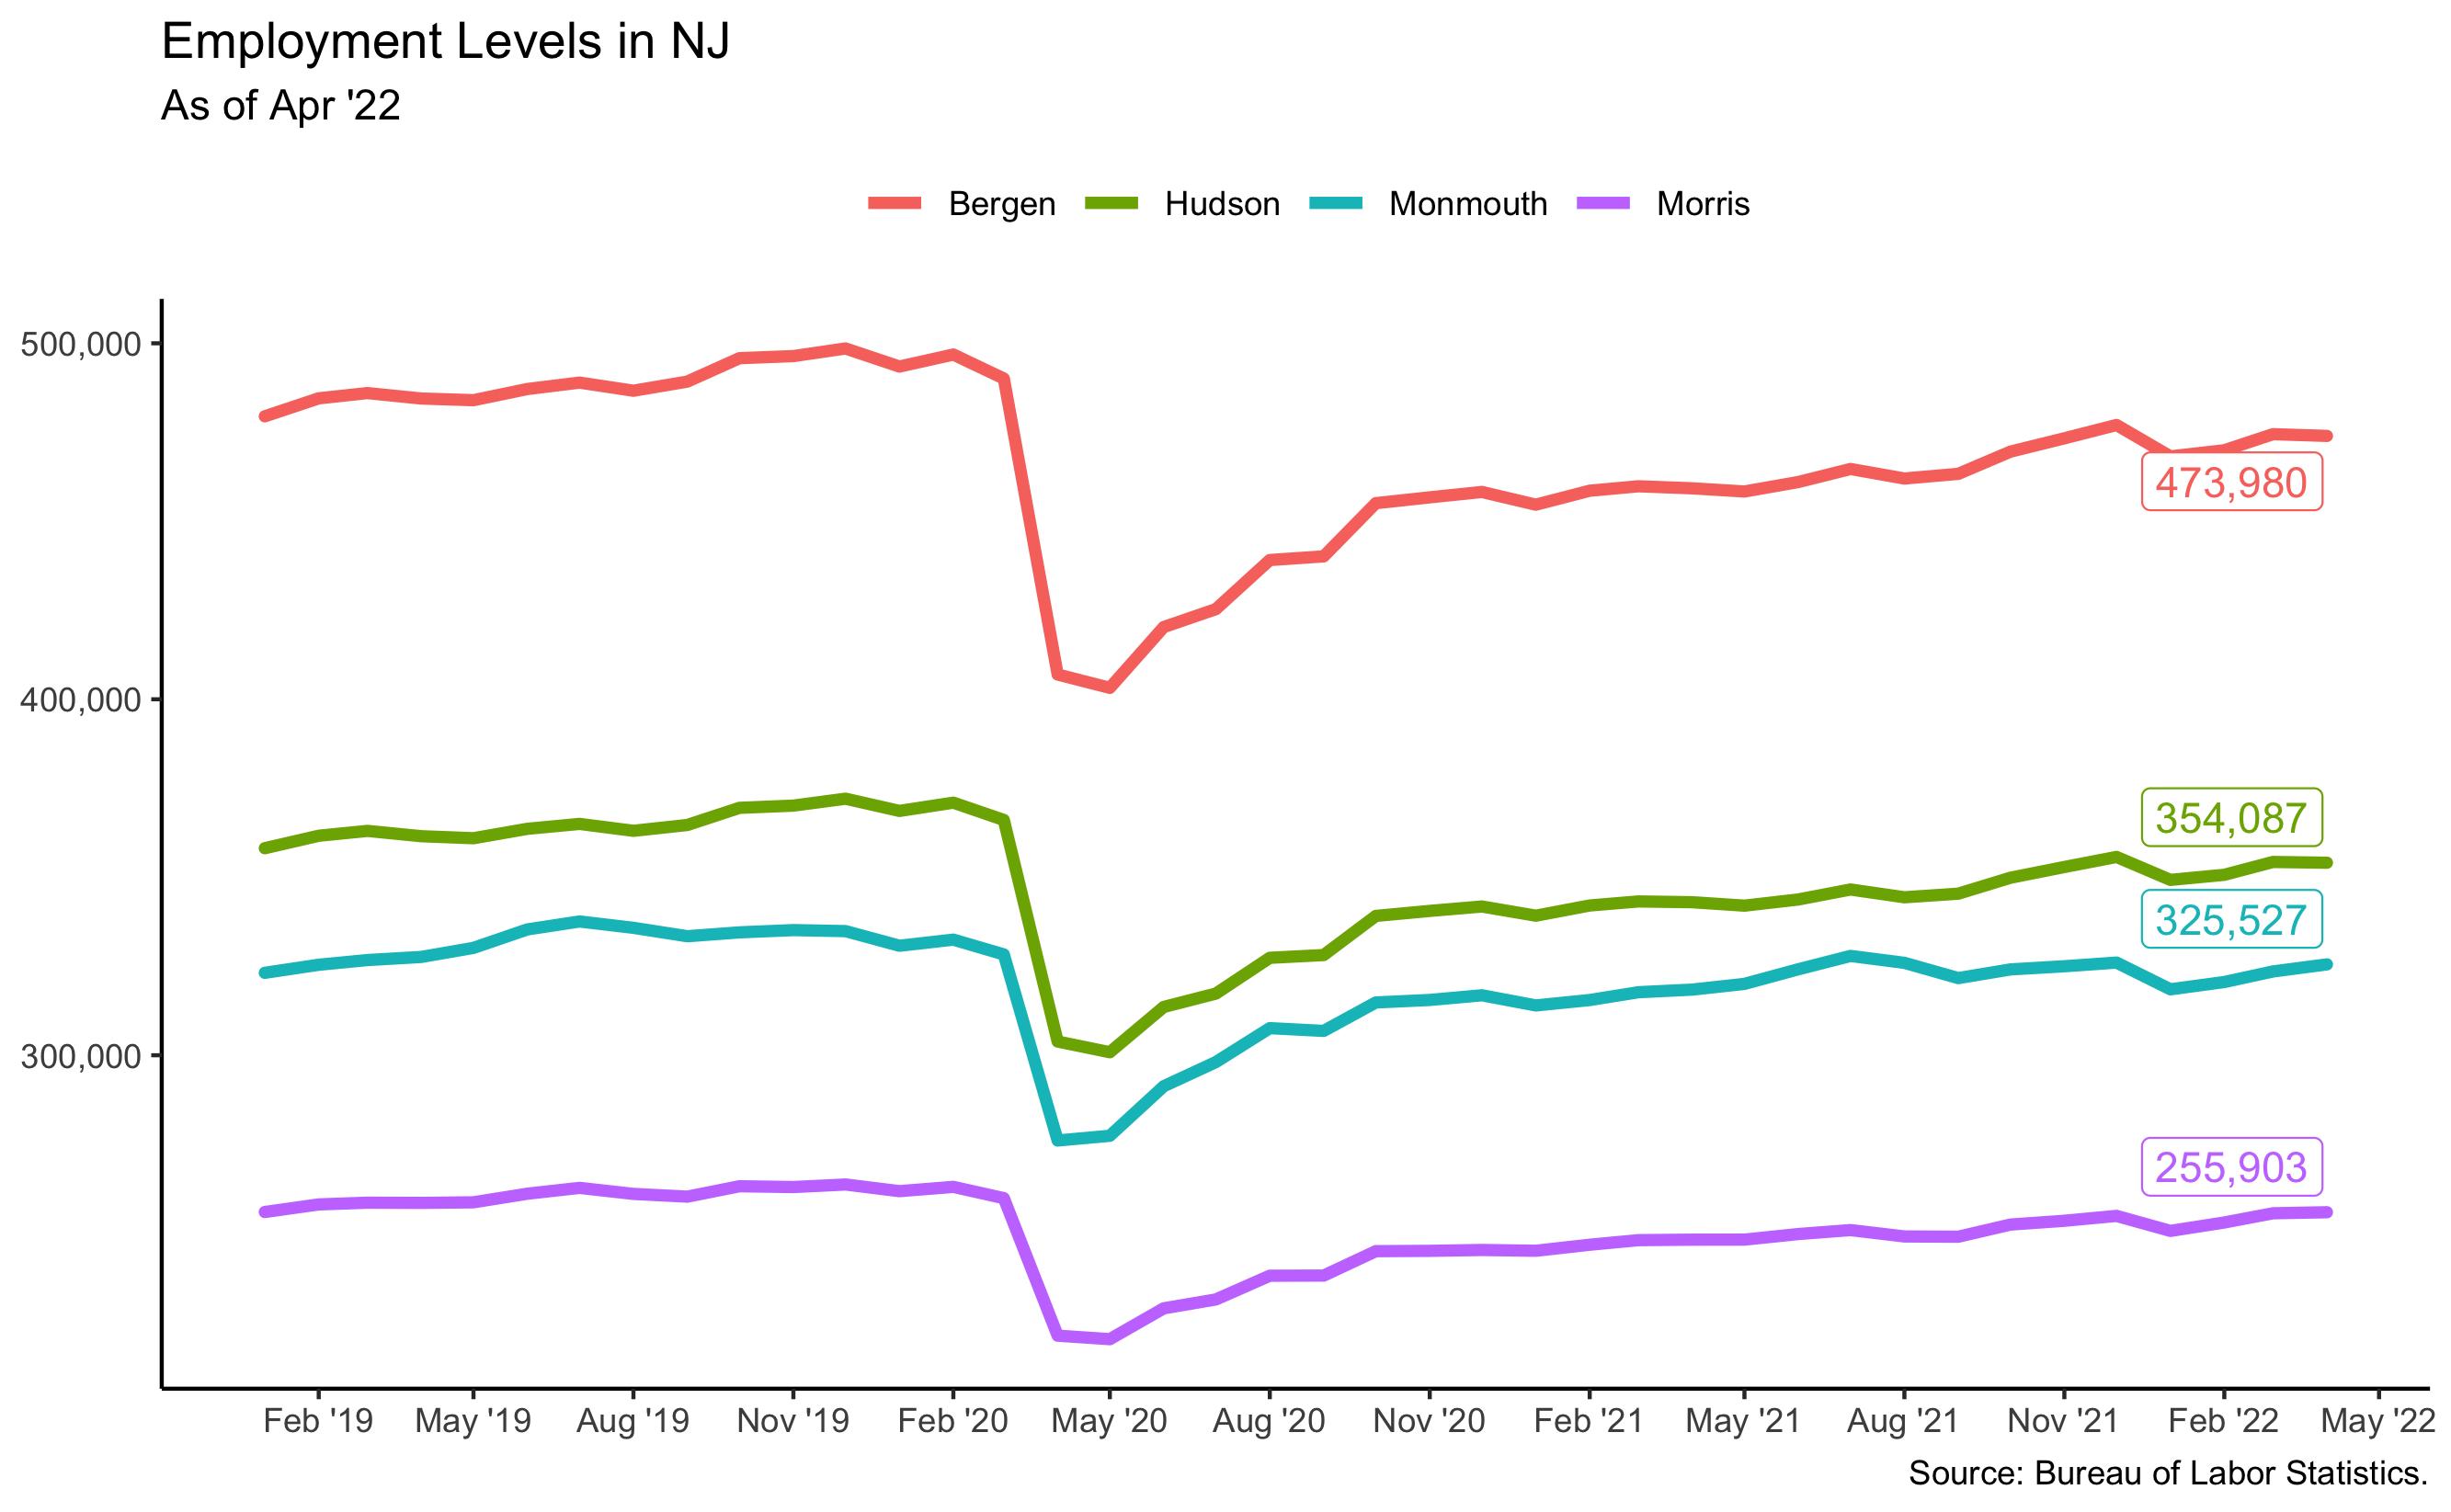 Employment Levels in NJ
As of Apr '22
Bergen Hudson Monmouth Morris
500,000
400,000
300,000
473,980
354,087
325,527
255,903
Feb '19 May '19 Aug '19 Nov '19 Feb '20 May '20 Aug '20 Nov '20 Feb '21 May '21 Aug '21 Nov '21 Feb '22 May '22
Source: Bureau of Labor Statistics.